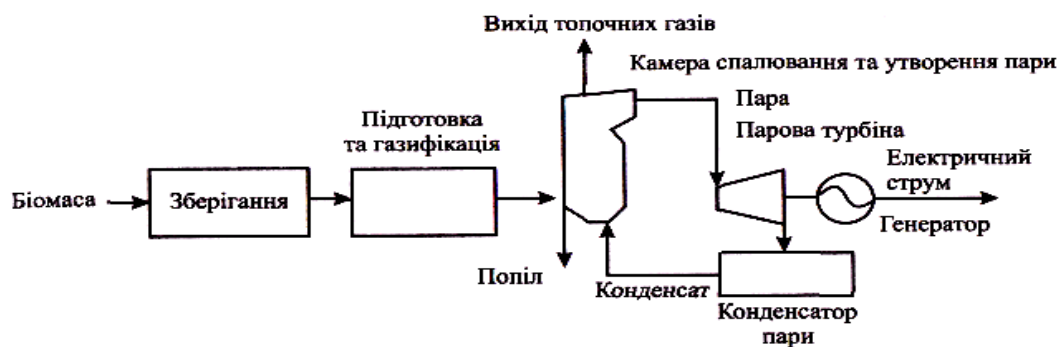 Вихід топочних газів
Камера спалювання та утворення пари
Пара
Підготовка
та газифікація
Парова турбіна
Електричний
струм
Біомаса
Зберігання
Генератор
Попіл
Конденсат
Конденсатор
пари